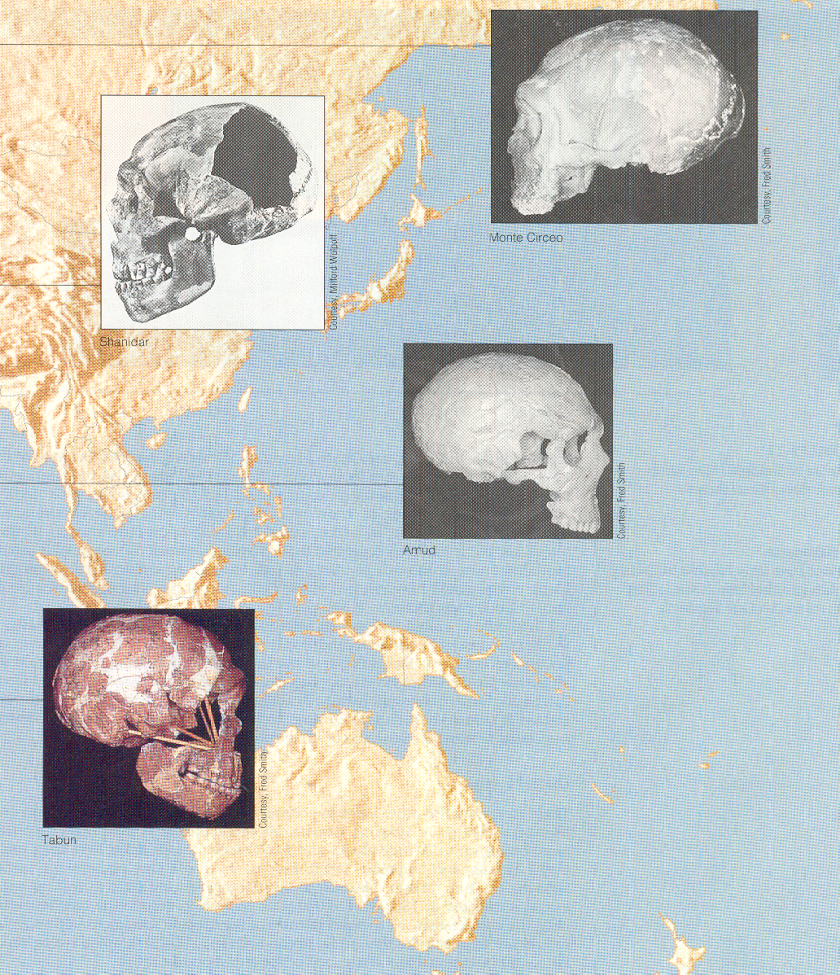 Courtesy, Fred Smith
Monte Circeo
Courtesy, Milford Wolpoff
Shanidar
Courtesy, Fred Smith
Amud
Courtesy, Fred Smith
Tabun